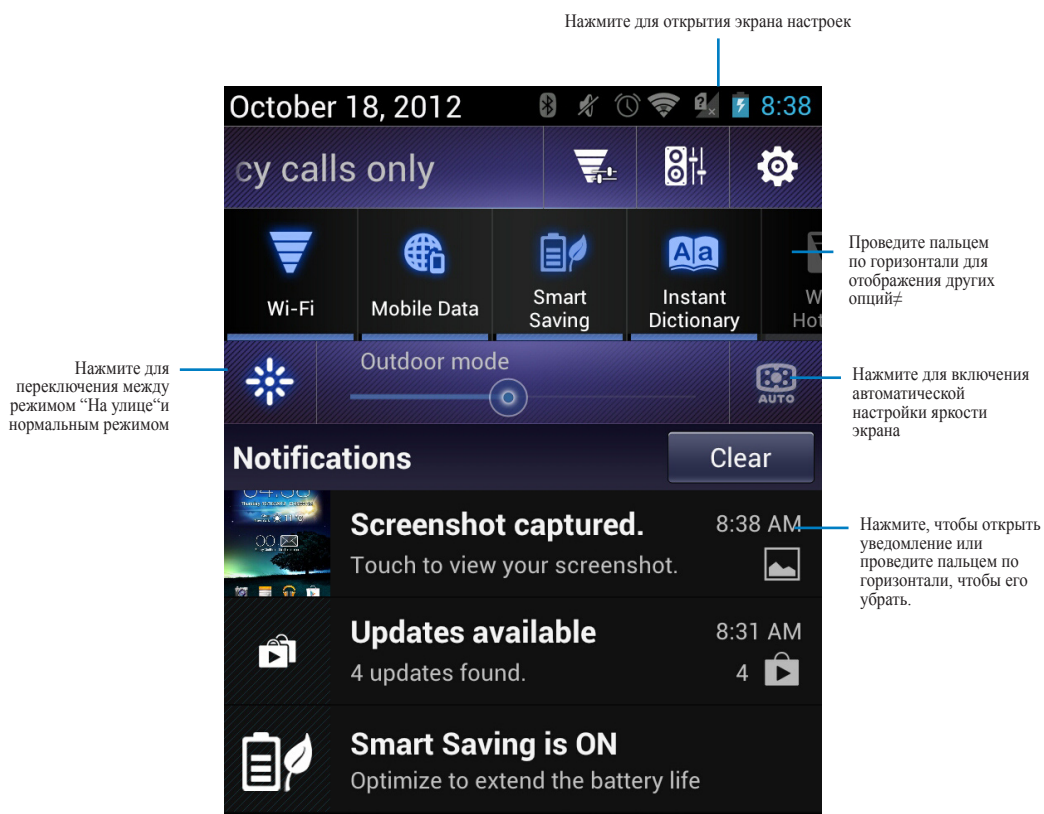 Нажмите для открытия экрана настроек
October 18, 2012
8:38
cy calls only
Wi-Fi
Mobile Data
Smart
Saving
Instant
Dictionary
W
Hot
Проведите пальцем
по горизонтали для
отображения других
опций≠
Нажмите для
переключения между
режимом “На улице“и
нормальным режимом
Outdoor mode
AUTO
Нажмите для включения
автоматической
настройки яркости
экрана
Notifications
Clear
Screenshot captured.
8:38 AM
Touch to view your screenshot.
Нажмите, чтобы открыть
уведомление или
проведите пальцем по
горизонтали, чтобы его
убрать.
Updates available
8:31 AM
4 updates found.
4
Smart Saving is ON
Optimize to extend the battery life